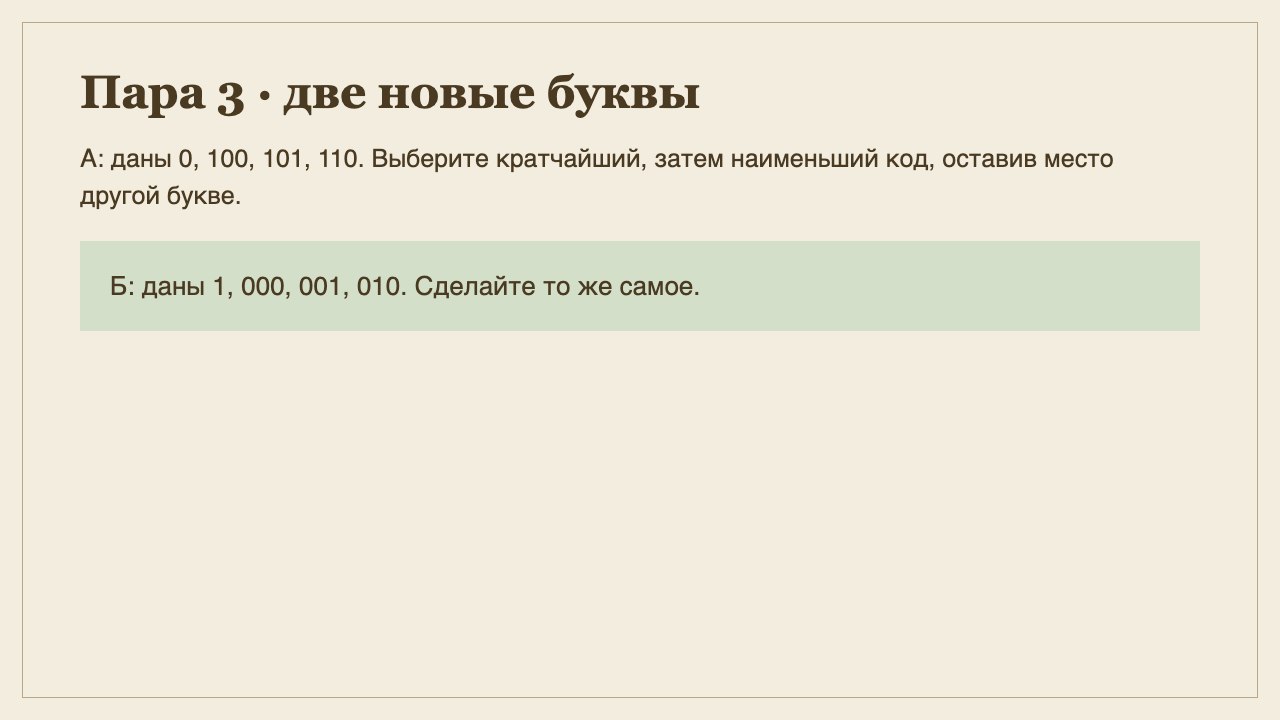 Пара 3 · две новые буквы
А: даны 0, 100, 101, 110. Выберите кратчайший, затем наименьший код, оставив место
другой букве.
Б: даны 1, 000, 001, 010. Сделайте то же самое.